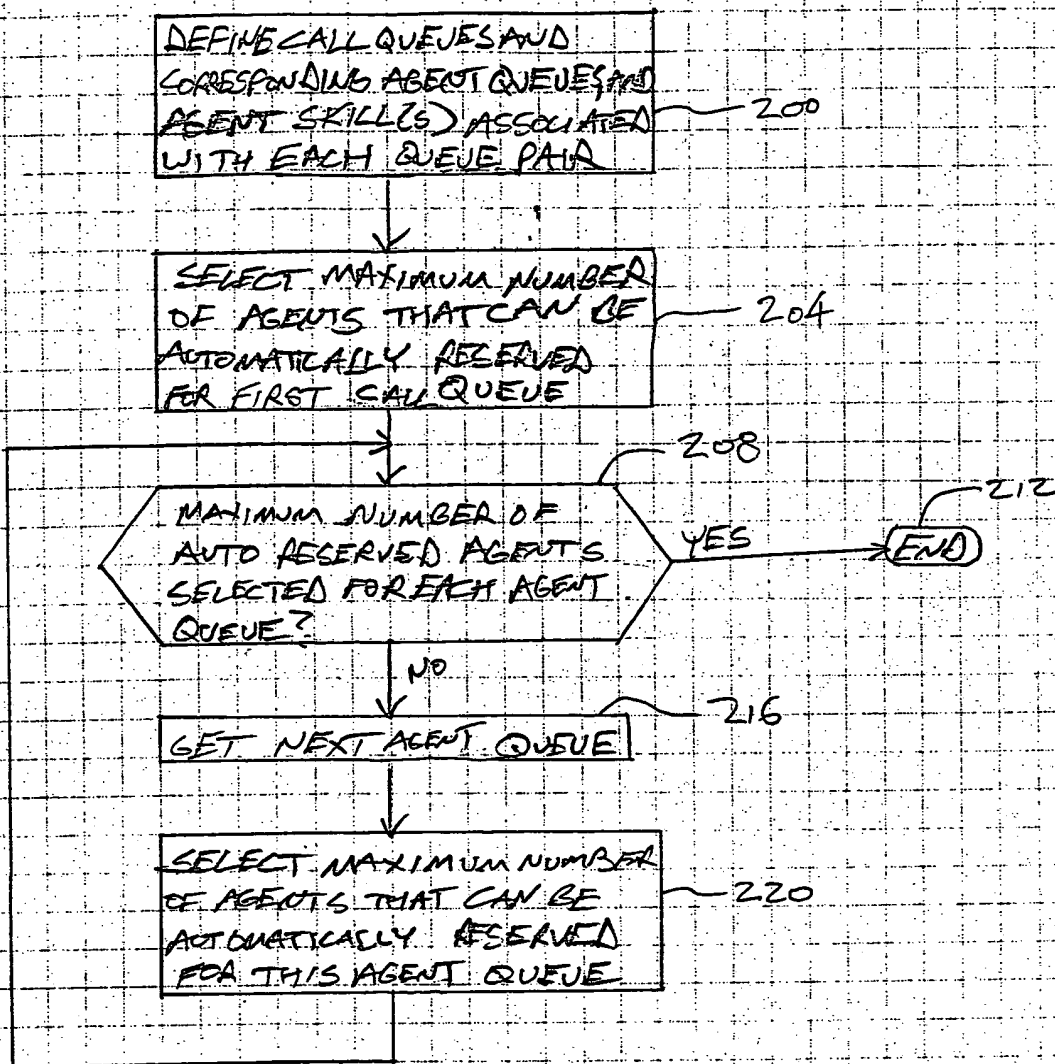 DEFINE CALL QUEUES AND
CORRESPONDING AGENT QUEUES AND
AGENT SKILL(S) ASSOCIATED
WITH EACH QUEUE PAIR
200
SELECT MAXIMUM NUMBER
OF AGENTS THAT CAN BE
AUTOMATICALLY RESERVED
FOR FIRST CALL QUEUE
204
208
MAXIMUM NUMBER OF
AUTO RESERVED AGENTS
SELECTED FOR EACH AGENT
QUEUE?
YES
212
END
NO
216
GET NEXT AGENT QUEUE
SELECT MAXIMUM NUMBER
OF AGENTS THAT CAN BE
AUTOMATICALLY RESERVED
FOR THIS AGENT QUEUE
220